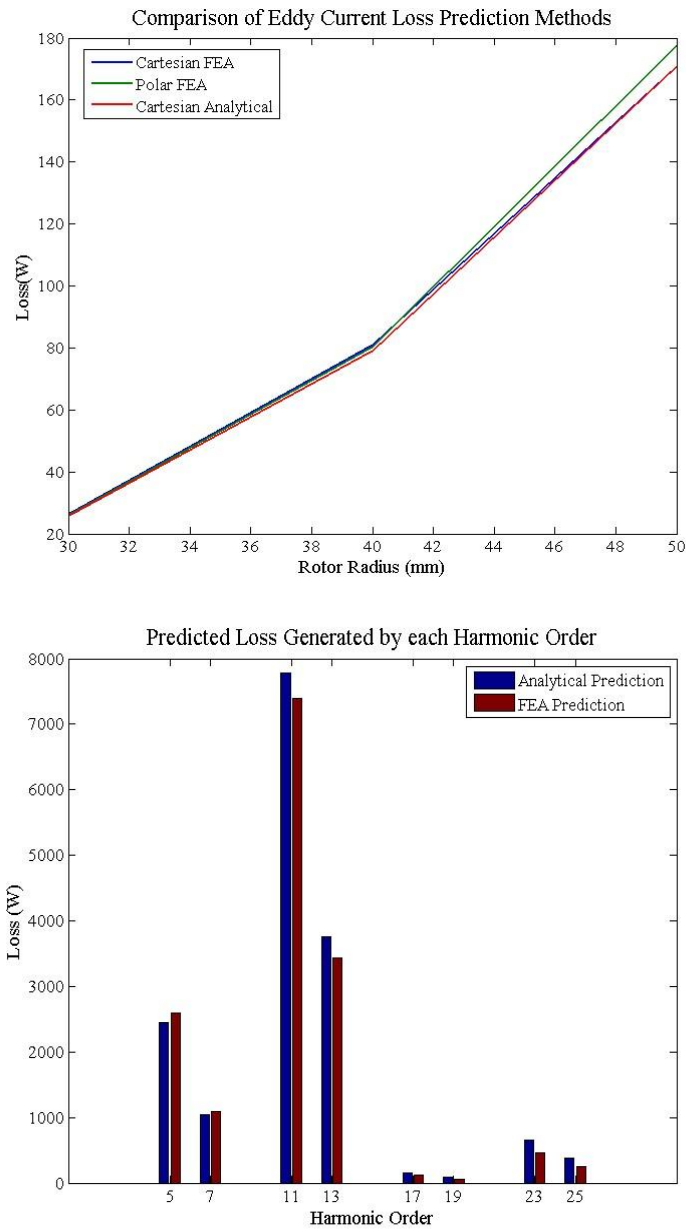 Comparison of Eddy Current Loss Prediction Methods
180
160
140
120
100
80
60
40
20
Loss(W)
Cartesian FEA
Polar FEA
Cartesian Analytical
30 32 34 36 38 40 42 44 46 48 50
Rotor Radius (mm)
Predicted Loss Generated by each Harmonic Order
8000
7000
6000
5000
4000
3000
2000
1000
0
Loss (W)
Analytical Prediction
FEA Prediction
5 7 11 13 17 19 23 25
Harmonic Order